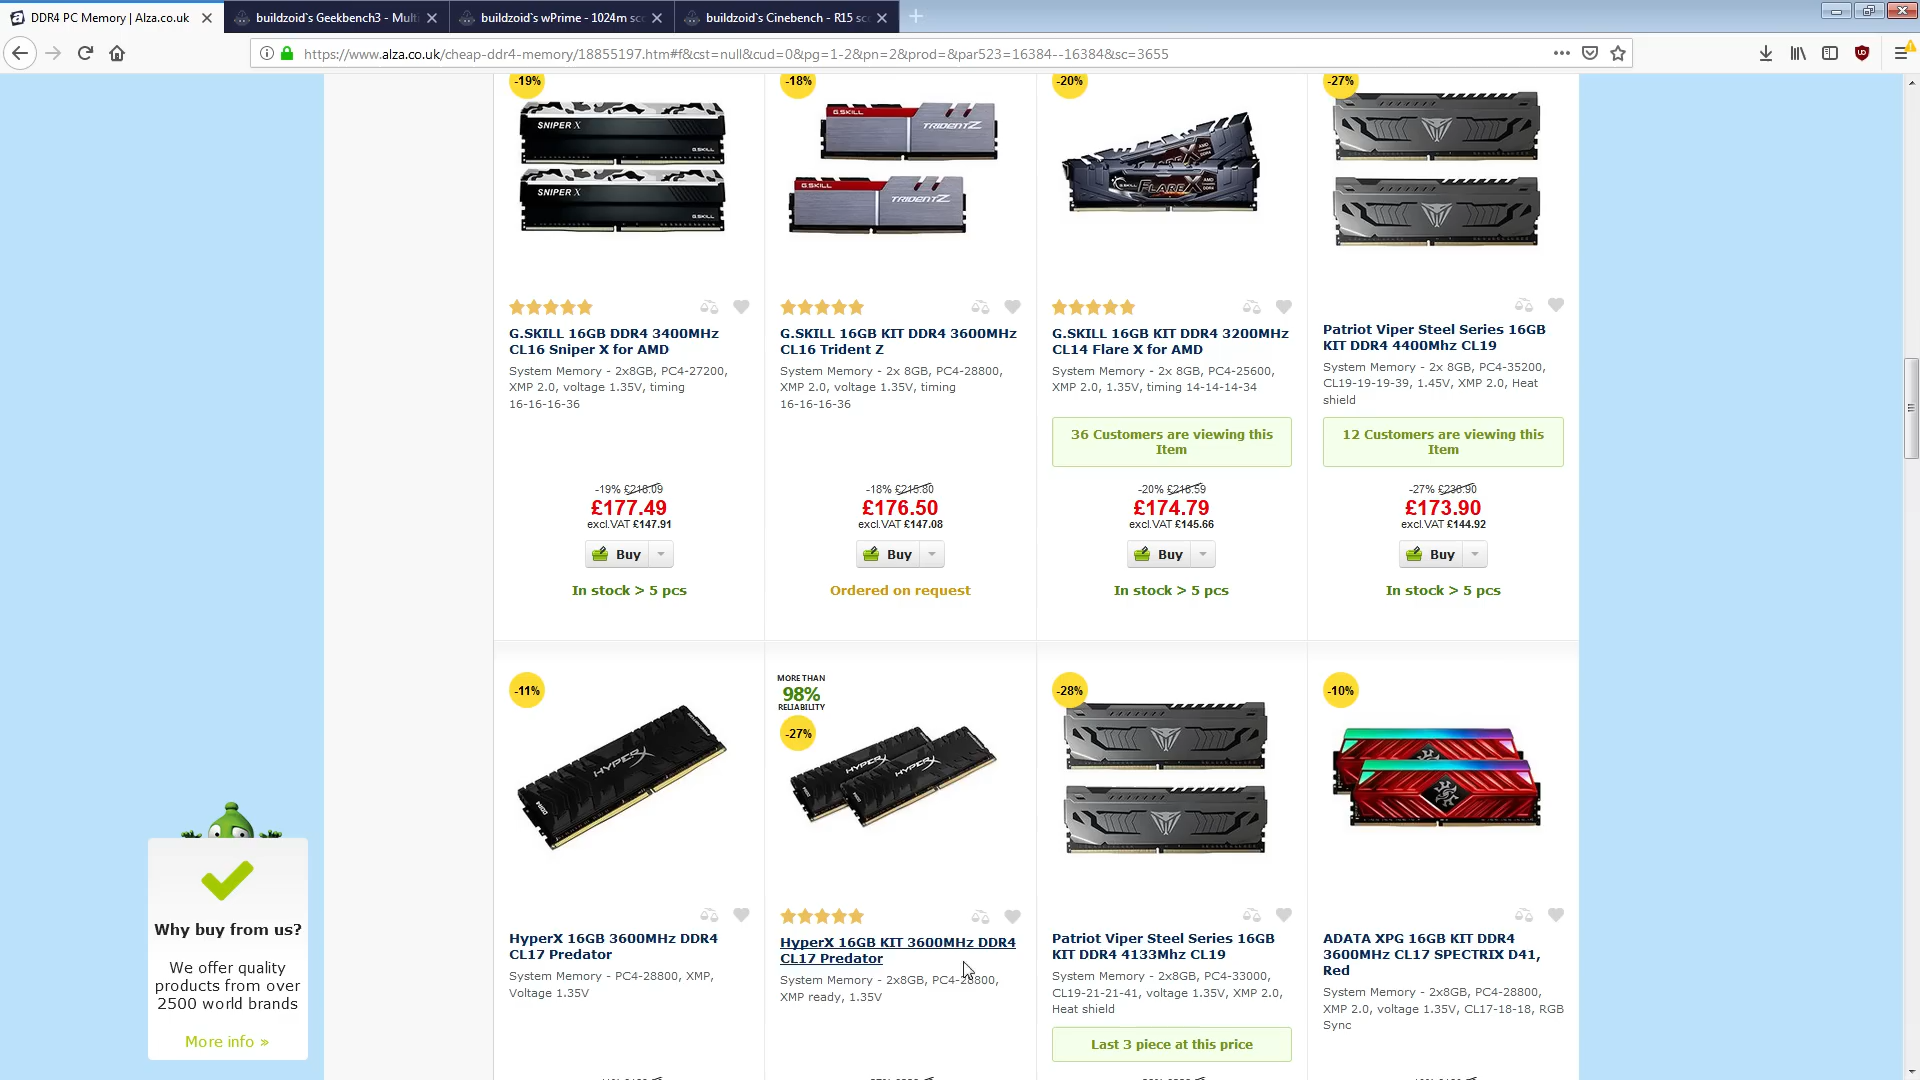 DDR4 PC Memory | Alza.co.uk
buildzoid`s Geekbench3 - Multi
buildzoid`s wPrime - 1024m sc
buildzoid`s Cinebench - R15 sc
https://www.alza.co.uk/cheap-ddr4-memory/18855197.htm#f&cst=null&cud=0&pg=1-2&pn=2&prod=&par523=16384--16384&sc=3655
-19%
-18%
-20%
-27%
SNIPER X
G.SKILL
SNIPER X
G.SKILL
G.SKILL
TRIDENTZ
G.SKILL
TRIDENTZ
FLARE X
G.SKILL 16GB DDR4 3400MHz
CL16 Sniper X for AMD
System Memory - 2x8GB, PC4-27200,
XMP 2.0, voltage 1.35V, timing
16-16-16-36
-19% £218.09
£177.49
excl.VAT £147.91
Buy
In stock > 5 pcs
G.SKILL 16GB KIT DDR4 3600MHz
CL16 Trident Z
System Memory - 2x 8GB, PC4-28800,
XMP 2.0, voltage 1.35V, timing
16-16-16-36
-18% £215.80
£176.50
excl.VAT £147.08
Buy
Ordered on request
G.SKILL 16GB KIT DDR4 3200MHz
CL14 Flare X for AMD
System Memory - 2x 8GB, PC4-25600,
XMP 2.0, 1.35V, timing 14-14-14-34
36 Customers are viewing this
Item
-20% £218.59
£174.79
excl.VAT £145.66
Buy
In stock > 5 pcs
Patriot Viper Steel Series 16GB
KIT DDR4 4400Mhz CL19
System Memory - 2x 8GB, PC4-35200,
CL19-19-19-39, 1.45V, XMP 2.0, Heat
shield
12 Customers are viewing this
Item
-27% £238.90
£173.90
excl.VAT £144.92
Buy
In stock > 5 pcs
-11%
HYPERX
HyperX 16GB 3600MHz DDR4
CL17 Predator
System Memory - PC4-28800, XMP,
Voltage 1.35V
MORE THAN
98%
RELIABILITY
-27%
HYPERX
HYPERX
HyperX 16GB KIT 3600MHz DDR4
CL17 Predator
System Memory - 2x8GB, PC4-28800,
XMP ready, 1.35V
-28%
Patriot Viper Steel Series 16GB
KIT DDR4 4133Mhz CL19
System Memory - 2x8GB, PC4-33000,
CL19-21-21-41, voltage 1.35V, XMP 2.0,
Heat shield
Last 3 piece at this price
-10%
ADATA XPG 16GB KIT DDR4
3600MHz CL17 SPECTRIX D41,
Red
System Memory - 2x8GB, PC4-28800,
XMP 2.0, voltage 1.35V, CL17-18-18, RGB
Sync
Why buy from us?
We offer quality
products from over
2500 world brands
More info »